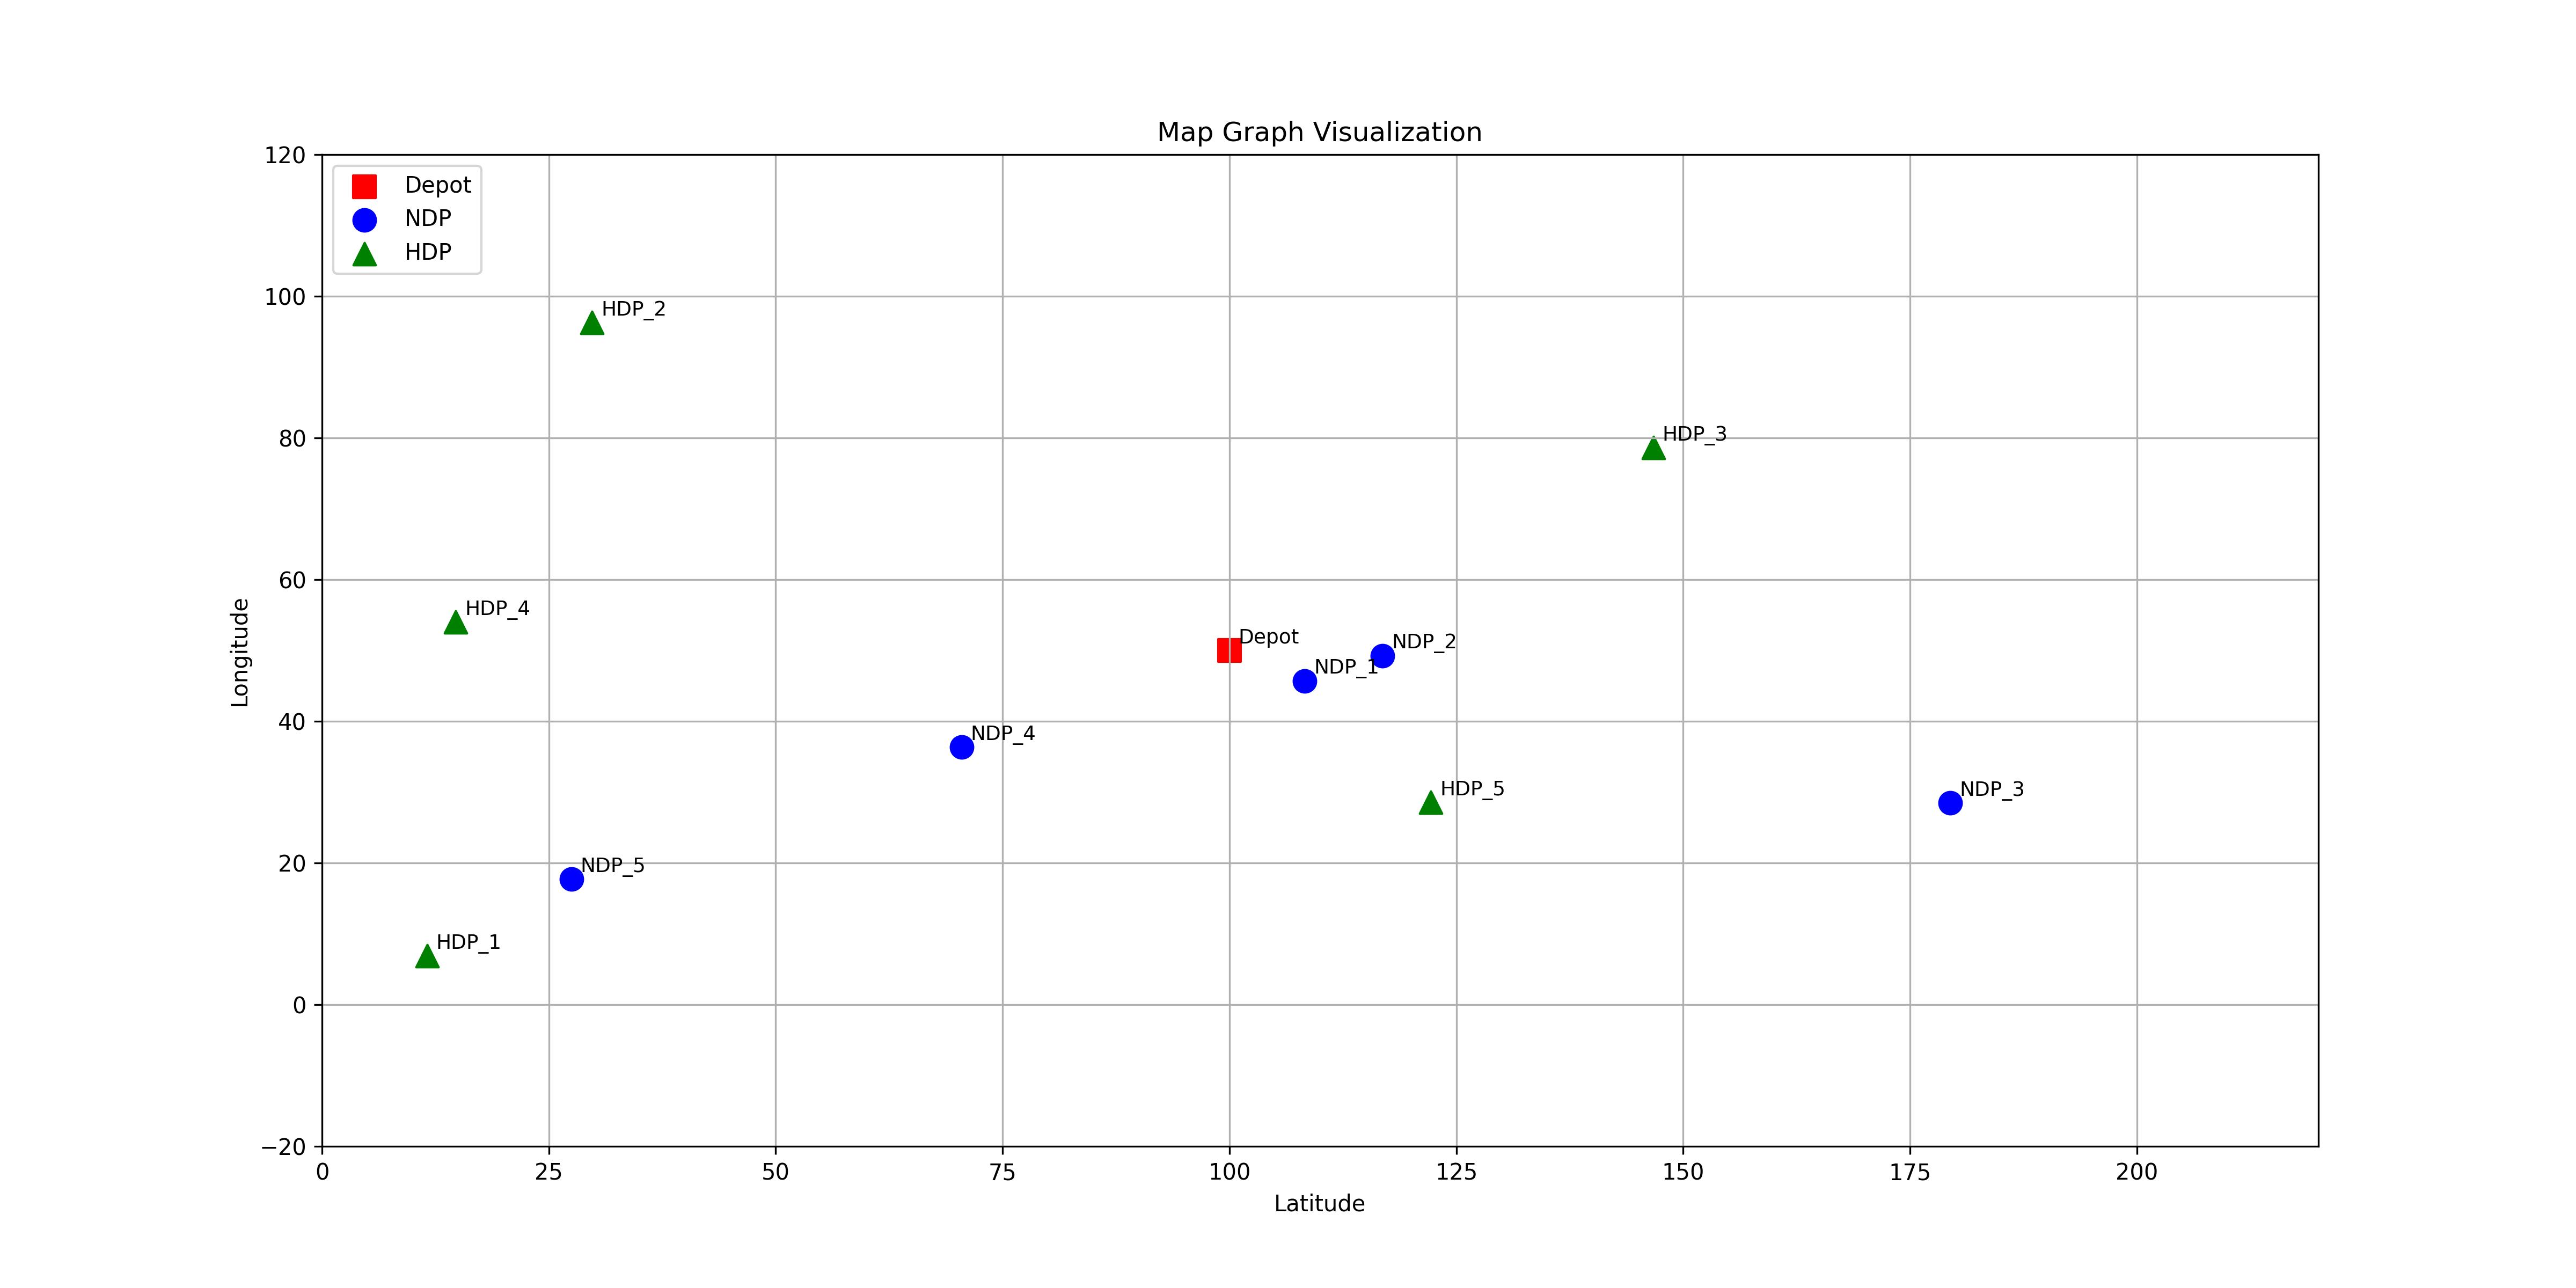 Map Graph Visualization
Depot
NDP
HDP
120
100
80
60
40
20
0
−20
Longitude
HDP_2
HDP_3
HDP_4
Depot
NDP_2
NDP_1
NDP_4
HDP_5
NDP_3
NDP_5
HDP_1
0 25 50 75 100 125 150 175 200
Latitude